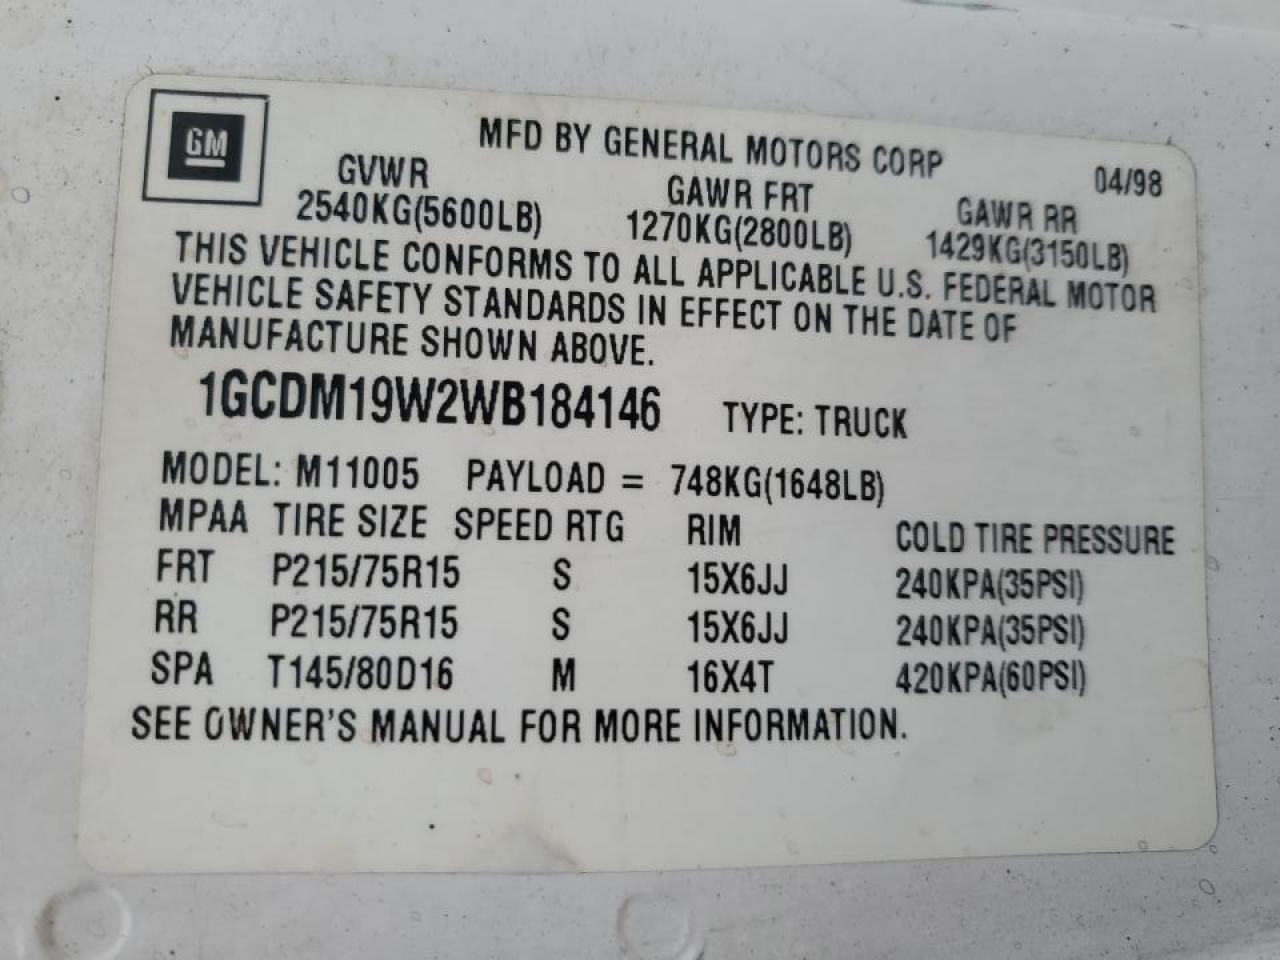 GM
MFD BY GENERAL MOTORS CORP
04/98
GVWR GAWR FRT GAWR RR
2540KG(5600LB) 1270KG(2800LB) 1429KG(3150LB)
THIS VEHICLE CONFORMS TO ALL APPLICABLE U.S. FEDERAL MOTOR
VEHICLE SAFETY STANDARDS IN EFFECT ON THE DATE OF
MANUFACTURE SHOWN ABOVE.
1GCDM19W2WB184146 TYPE: TRUCK
MODEL: M11005 PAYLOAD = 748KG(1648LB)
MPAA TIRE SIZE SPEED RTG RIM COLD TIRE PRESSURE
FRT P215/75R15 S 15X6JJ 240KPA(35PSI)
RR P215/75R15 S 15X6JJ 240KPA(35PSI)
SPA T145/80D16 M 16X4T 420KPA(60PSI)
SEE OWNER'S MANUAL FOR MORE INFORMATION.